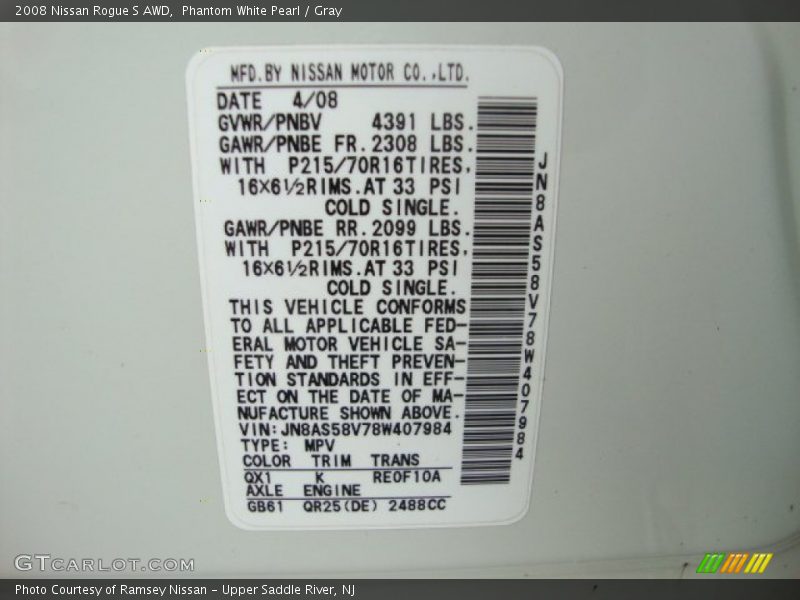 2008 Nissan Rogue S AWD,  Phantom White Pearl / Gray
MFD.BY NISSAN MOTOR CO.,LTD.
DATE 4/08
GVWR/PNBV 4391 LBS.
GAWR/PNBE FR. 2308 LBS.
WITH P215/70R16TIRES,
16×6½RIMS.AT 33 PSI
COLD SINGLE.
GAWR/PNBE RR. 2099 LBS.
WITH P215/70R16TIRES,
16×6½RIMS.AT 33 PSI
COLD SINGLE.
THIS VEHICLE CONFORMS
TO ALL APPLICABLE FED-
ERAL MOTOR VEHICLE SA-
FETY AND THEFT PREVEN-
TION STANDARDS IN EFF-
ECT ON THE DATE OF MA-
NUFACTURE SHOWN ABOVE.
VIN:JN8AS58V78W407984
TYPE: MPV
COLOR TRIM TRANS
QX1 K RE0F10A
AXLE ENGINE
GB61 QR25(DE) 2488CC
JN8AS58V78W407984
GTCARLOT.COM
Photo Courtesy of Ramsey Nissan - Upper Saddle River, NJ